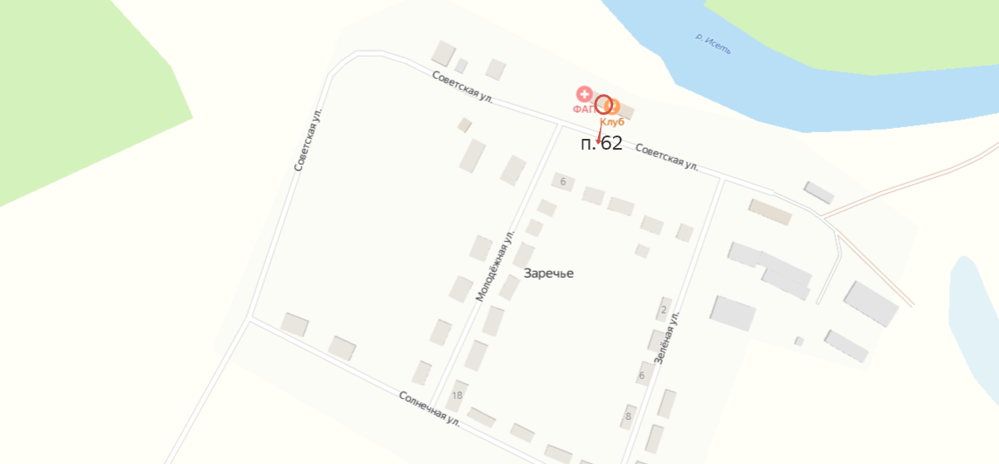 р. Исеть
Советская ул.
ФАП
Клуб
п. 62
Советская ул.
Советская ул.
6
Молодёжная ул.
Заречье
2
Зелёная ул.
6
18
8
Солнечная ул.